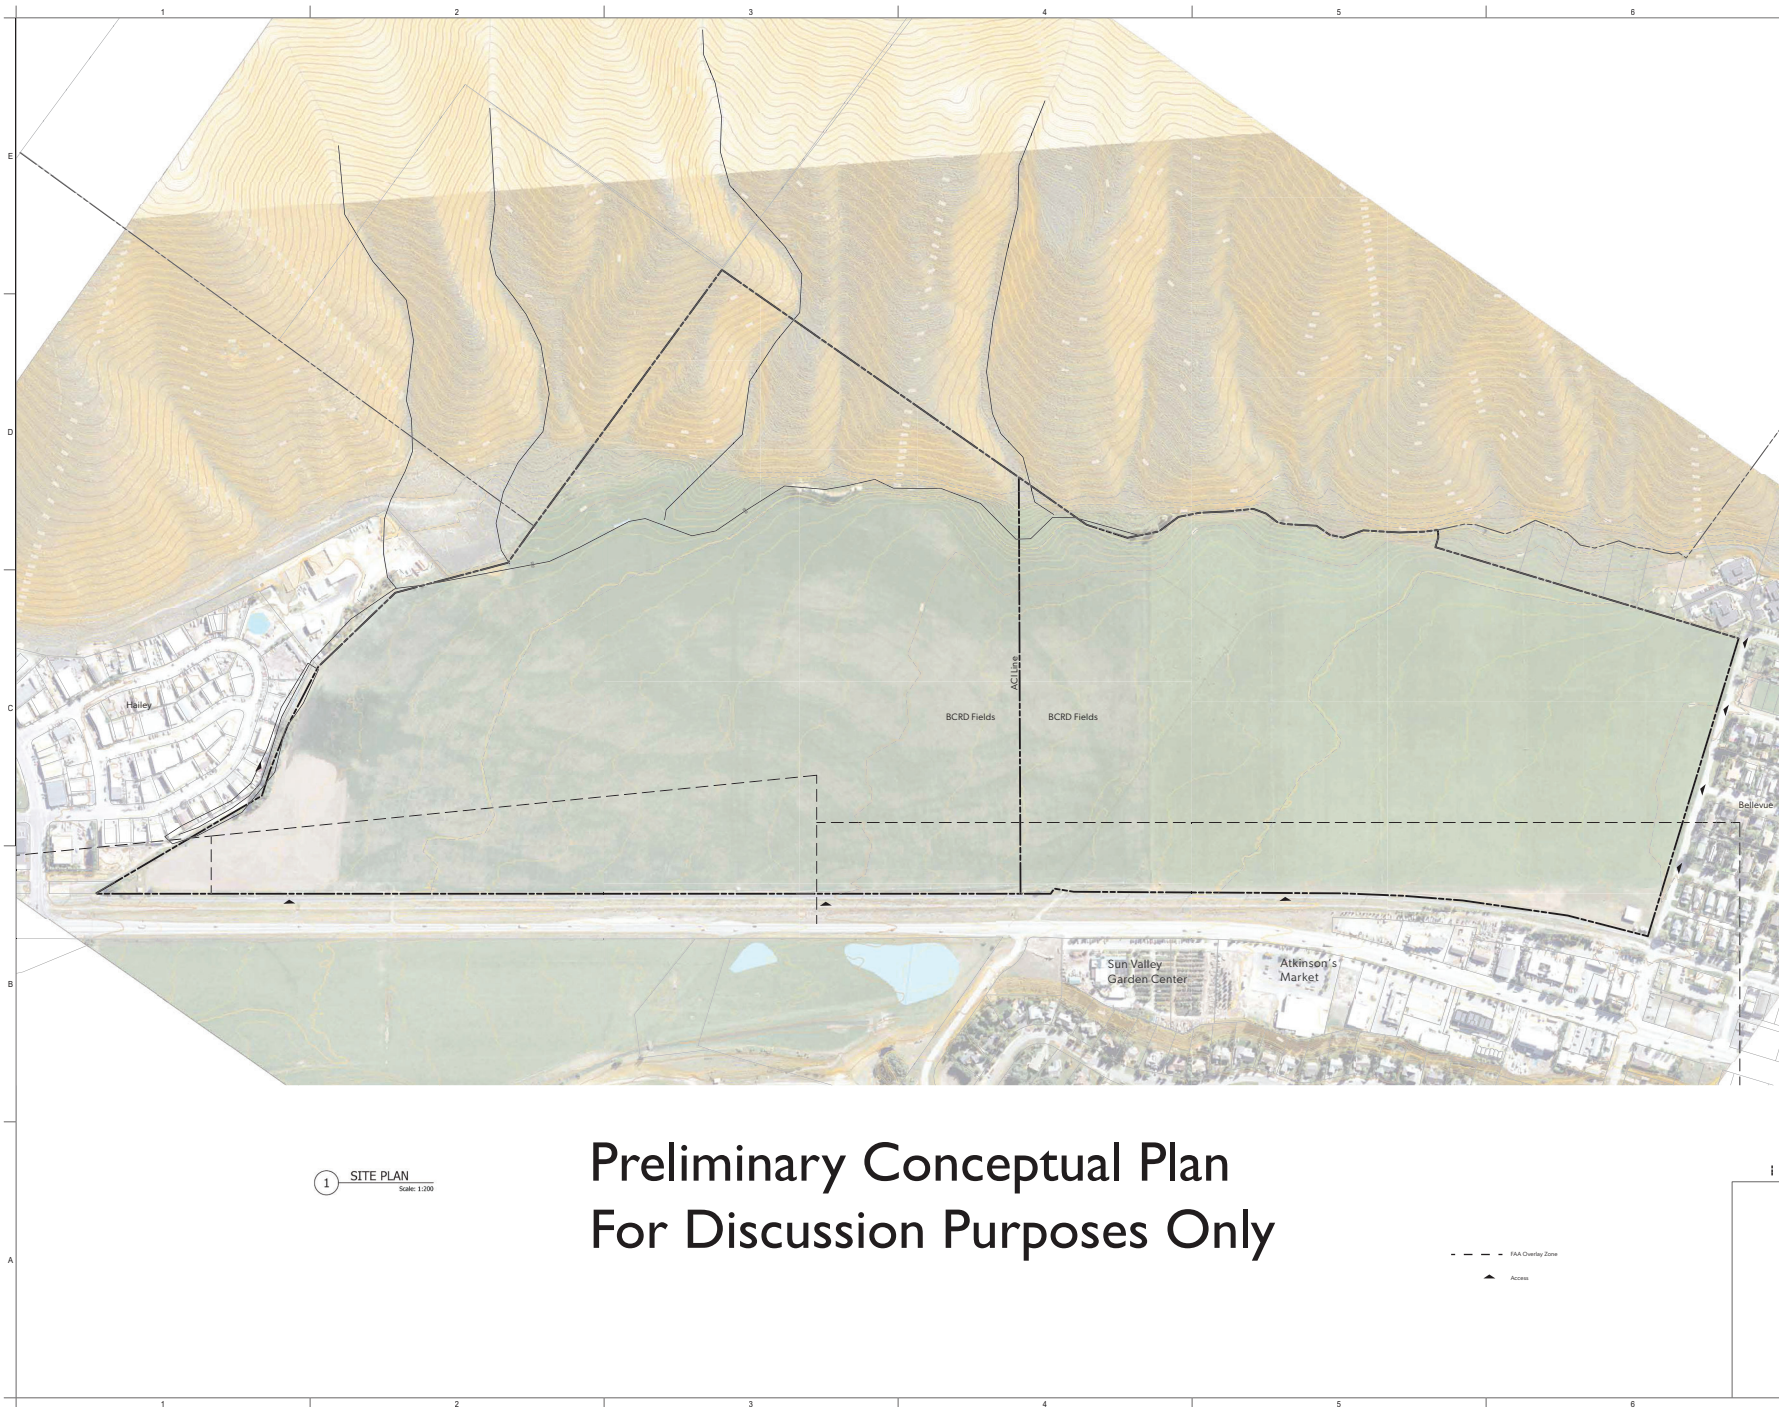 1 2 3 4 5 6
E
D
C
B
A
Hailey
ACI Line
BCRD Fields
BCRD Fields
Bellevue
Sun Valley
Garden Center
Atkinson's
Market
1
SITE PLAN
Scale: 1:200
Preliminary Conceptual Plan
For Discussion Purposes Only
FAA Overlay Zone
Access
1 2 3 4 5 6